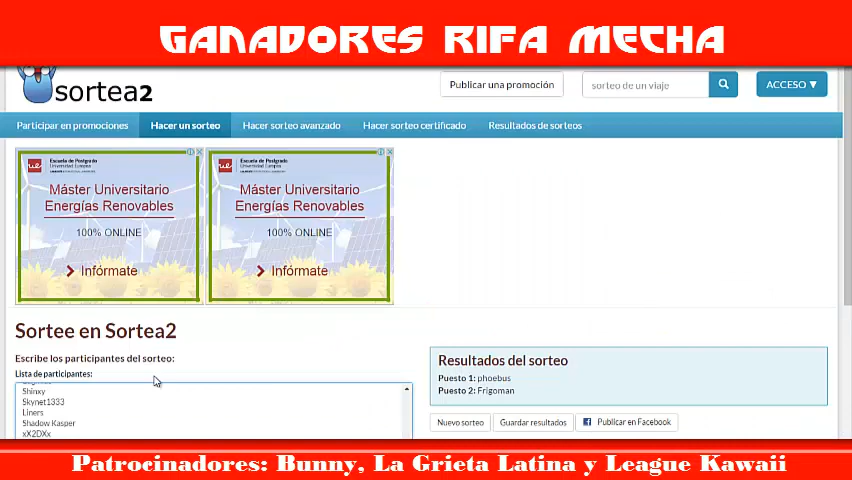 GANADORES RIFA MECHA
sortea2
Publicar una promoción
sorteo de un viaje
ACCESO ▼
Participar en promociones
Hacer un sorteo
Hacer sorteo avanzado
Hacer sorteo certificado
Resultados de sorteos
ue Escuela de Postgrado
Universidad Europea
Máster Universitario
Energías Renovables
100% ONLINE
Infórmate
ue Escuela de Postgrado
Universidad Europea
Máster Universitario
Energías Renovables
100% ONLINE
Infórmate
Sortee en Sortea2
Escribe los participantes del sorteo:
Lista de participantes:
Shinxy
Skynet1333
Liners
Shadow Kasper
xX2DXx
Resultados del sorteo
Puesto 1: phoebus
Puesto 2: Frigoman
Nuevo sorteo
Guardar resultados
Publicar en Facebook
Patrocinadores: Bunny, La Grieta Latina y League Kawaii